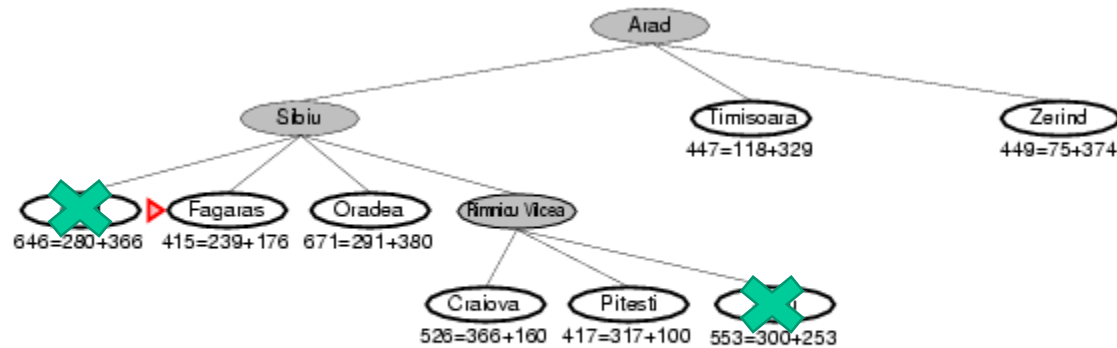 Arad
Sibiu
Timisoara
Zerind
447=118+329
449=75+374
Fagaras
Oradea
Rimnicu Vilcea
646=280+366
415=239+176
671=291+380
Craiova
Pitesti
526=366+160
417=317+100
553=300+253